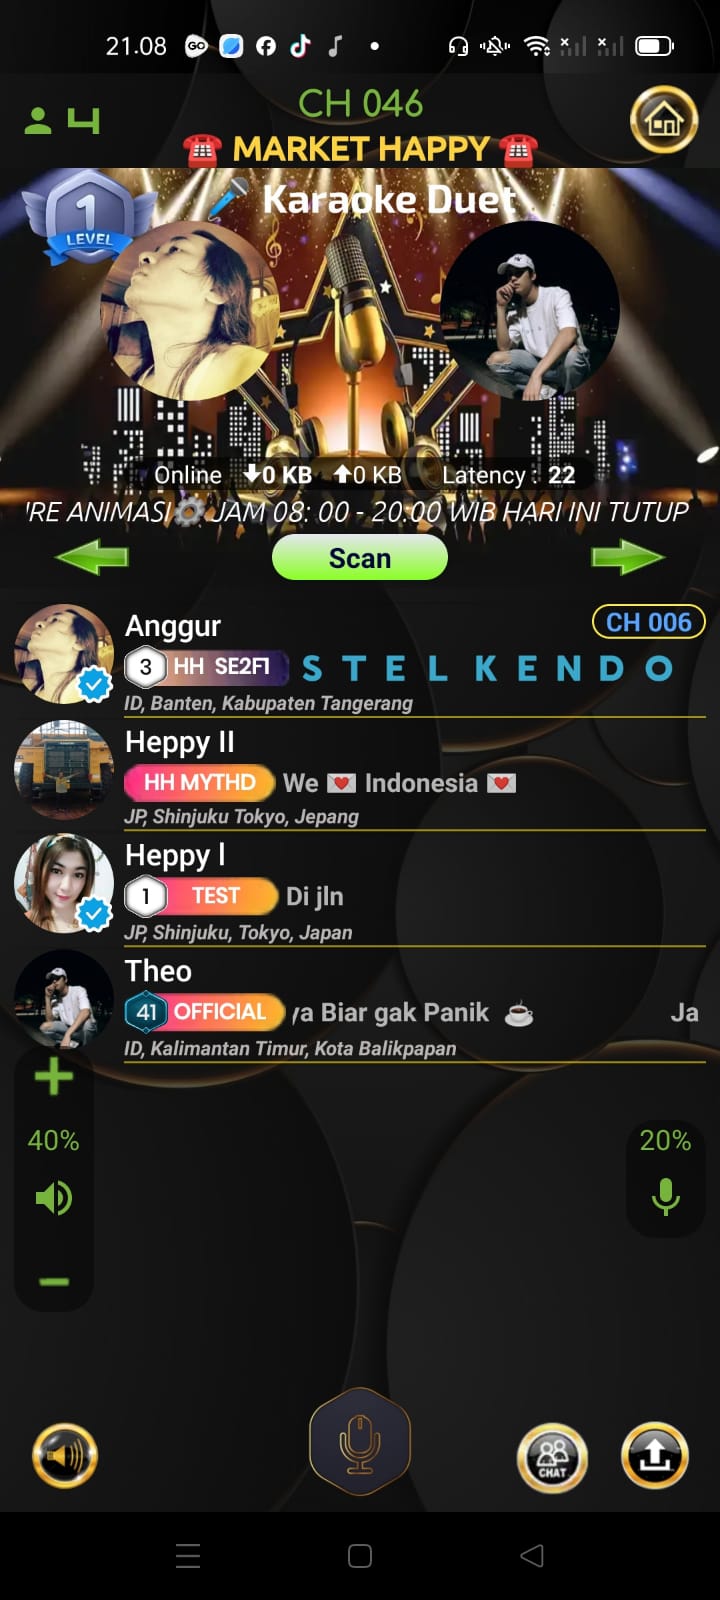 21.08
GO
CH 046
4
☎️ MARKET HAPPY ☎️
1
LEVEL
🎤 Karaoke Duet
Online ⬇0 KB ⬆0 KB Latency : 22
RE ANIMASI⚙️ JAM 08: 00 - 20:00 WIB HARI INI TUTUP
Scan
Anggur
CH 006
3 HH SE2F1 S T E L K E N D O
ID, Banten, Kabupaten Tangerang
Heppy II
HH MYTHD We 💌 Indonesia 💌
JP, Shinjuku Tokyo, Jepang
Heppy l
1 TEST Di jln
JP, Shinjuku, Tokyo, Japan
Theo
41 OFFICIAL ya Biar gak Panik ☕ Ja
ID, Kalimantan Timur, Kota Balikpapan
40%
20%
CHAT